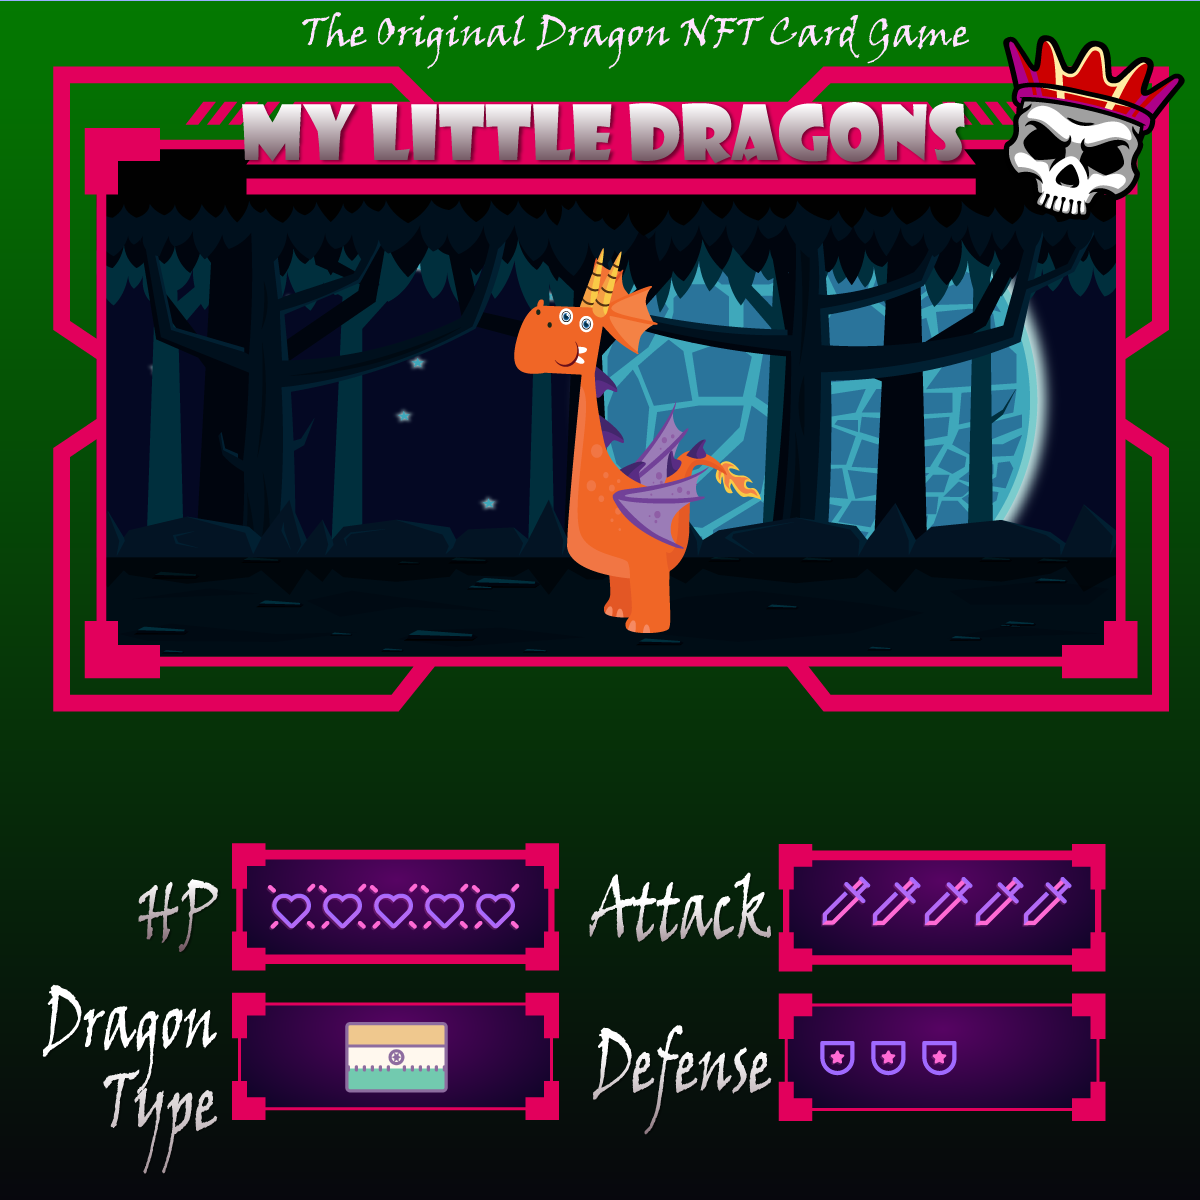 The Original Dragon NFT Card Game
MY LITTLE DRAGONS
HP
Attack
Dragon
Type
Defense